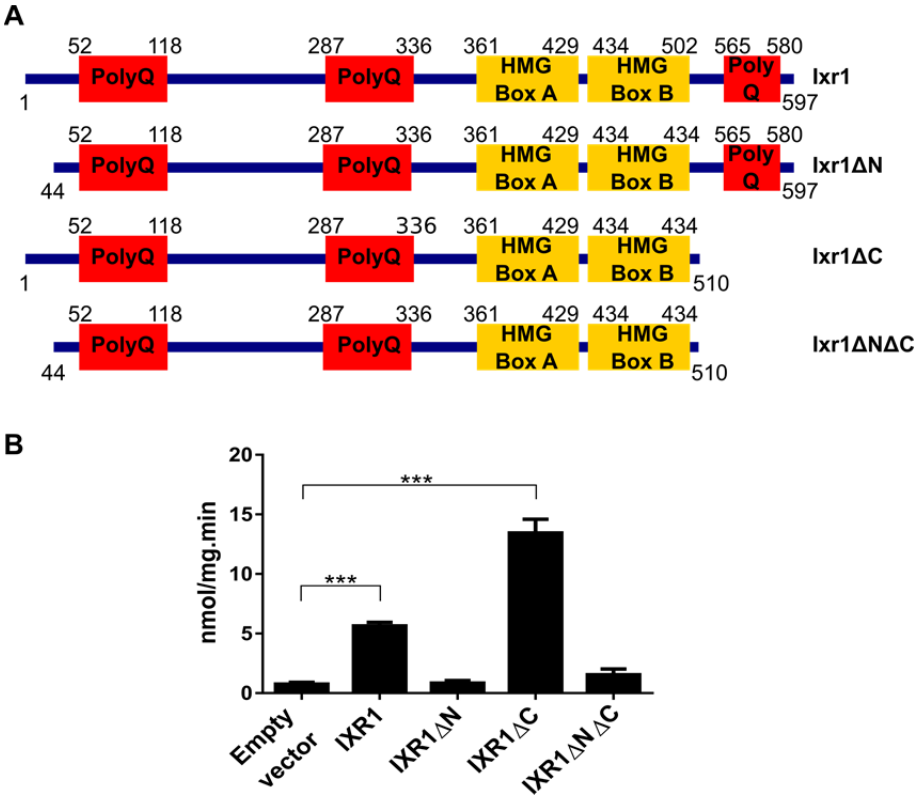 A
52 118 287 336 361 429 434 502 565 580
PolyQ PolyQ HMG Box A HMG Box B Poly Q Ixr1
1 597
52 118 287 336 361 429 434 434 565 580
PolyQ PolyQ HMG Box A HMG Box B Poly Q Ixr1ΔN
44 597
52 118 287 336 361 429 434 434
PolyQ PolyQ HMG Box A HMG Box B Ixr1ΔC
1 510
52 118 287 336 361 429 434 434
PolyQ PolyQ HMG Box A HMG Box B Ixr1ΔNΔC
44 510
B
nmol/mg.min
20
15
10
5
0
***
***
Empty
vector
IXR1
IXR1ΔN
IXR1ΔC
IXR1ΔNΔC